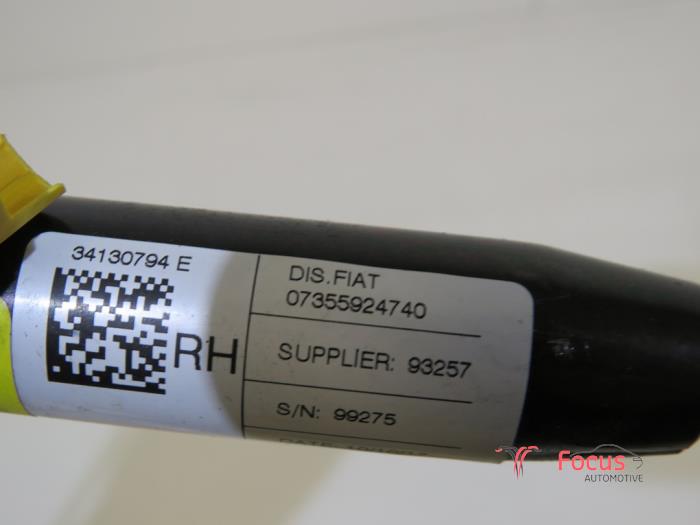 34130794 E
RH
DIS.FIAT
07355924740
SUPPLIER: 93257
S/N: 99275
Focus
AUTOMOTIVE